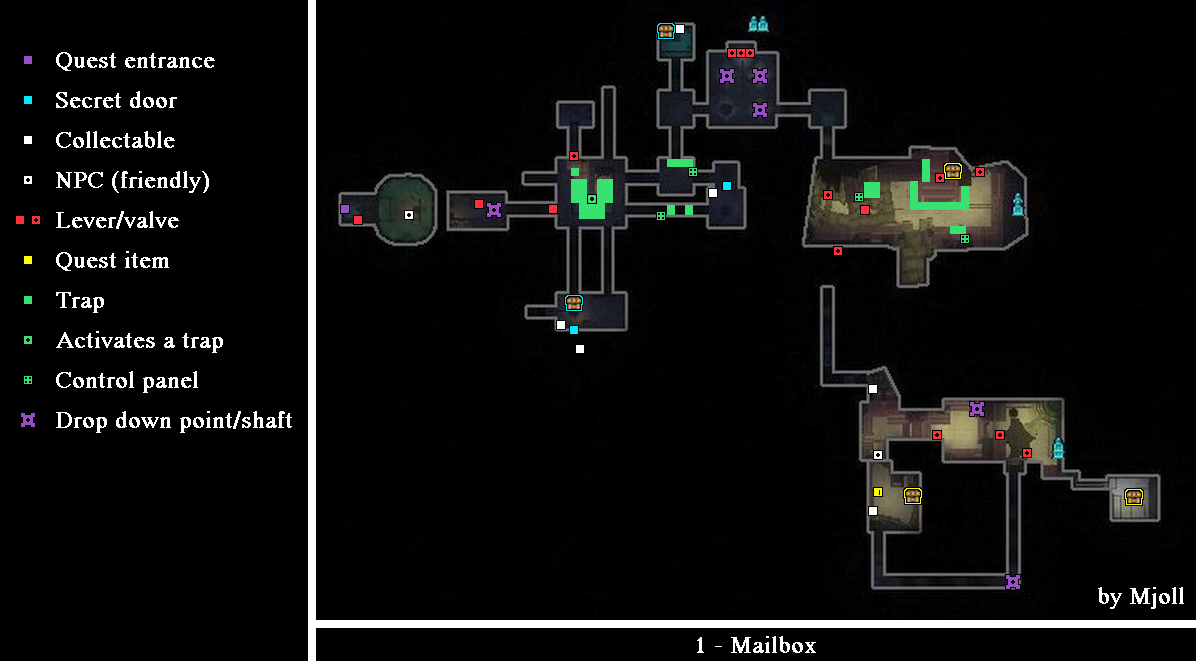 Quest entrance
Secret door
Collectable
NPC (friendly)
Lever/valve
Quest item
Trap
Activates a trap
Control panel
Drop down point/shaft
by Mjoll
1 - Mailbox